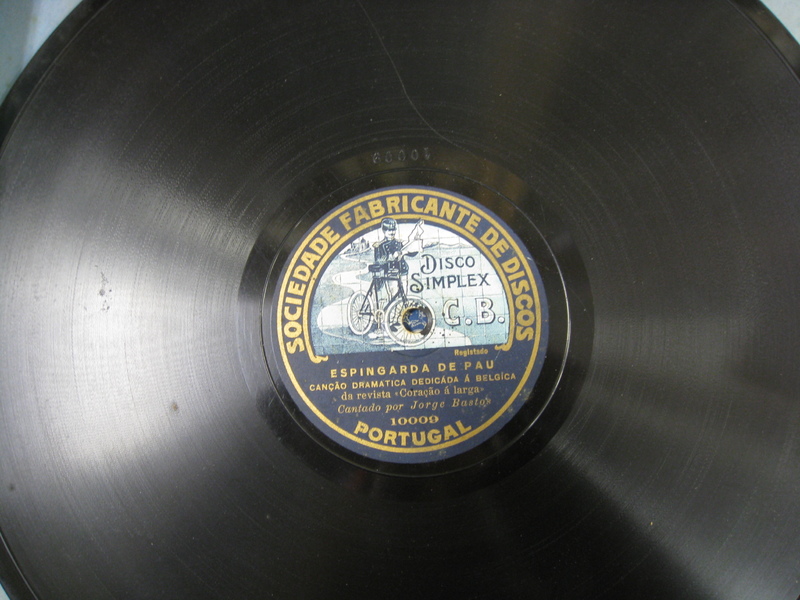 SOCIEDADE FABRICANTE DE DISCOS
DISCO
SIMPLEX
C.B.
Registado
ESPINGARDA DE PAU
CANÇÃO DRAMATICA DEDICADA Á BELGÍCA
da revista «Coração á larga»
Cantado por Jorge Bastos
10009
PORTUGAL